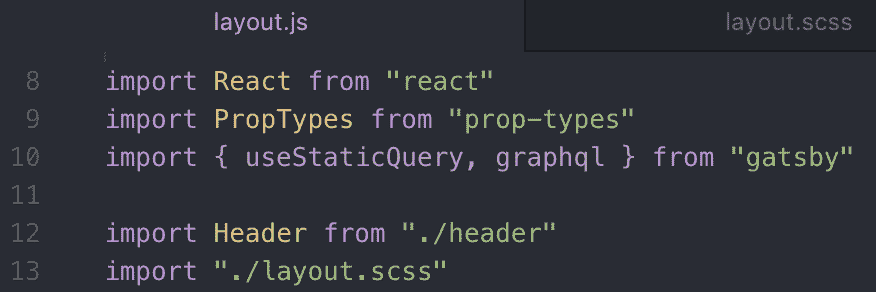 layout.js
layout.scss
8 import React from "react"
9 import PropTypes from "prop-types"
10 import { useStaticQuery, graphql } from "gatsby"
11
12 import Header from "./header"
13 import "./layout.scss"